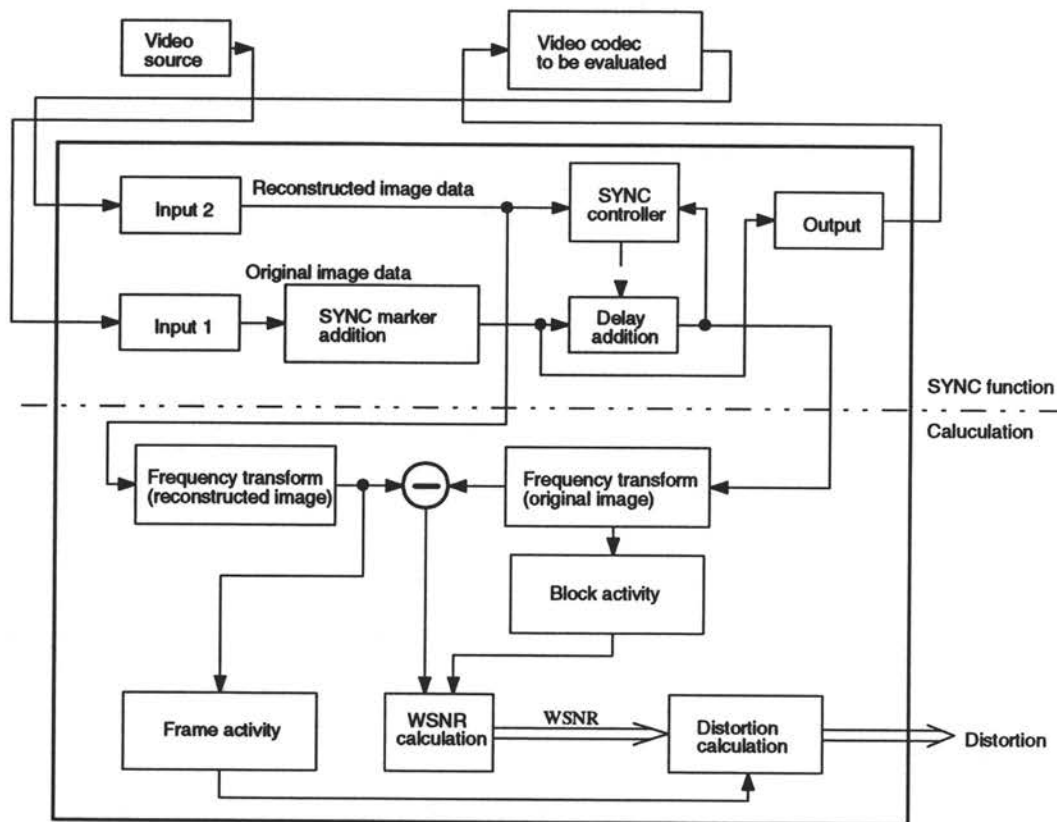 Video
source
Video codec
to be evaluated
Reconstructed image data
Input 2
SYNC
controller
Output
Original image data
Input 1
SYNC marker
addition
Delay
addition
SYNC function
Caluculation
Frequency transform
(reconstructed image)
Frequency transform
(original image)
Block activity
Frame activity
WSNR
calculation
WSNR
Distortion
calculation
Distortion